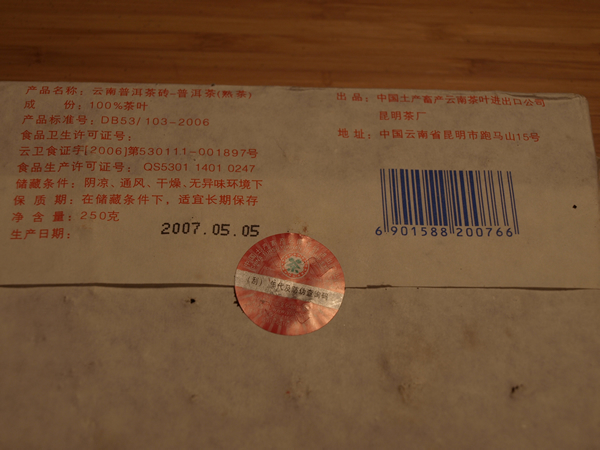 产品名称：云南普洱茶砖-普洱茶(熟茶)
成　份：100%茶叶
产品标准号：DB53/103-2006
食品卫生许可证号：
云卫食证字[2006]第530111-001897号
食品生产许可证号：QS5301 1401 0247
储藏条件：阴凉、通风、干燥、无异味环境下
保 质 期：在储藏条件下，适宜长期保存
净 含 量：250克
生产日期：2007.05.05
出 品：中国土产畜产云南茶叶进出口公司
昆明茶厂
地 址：中国云南省昆明市跑马山15号
6 901588 200766